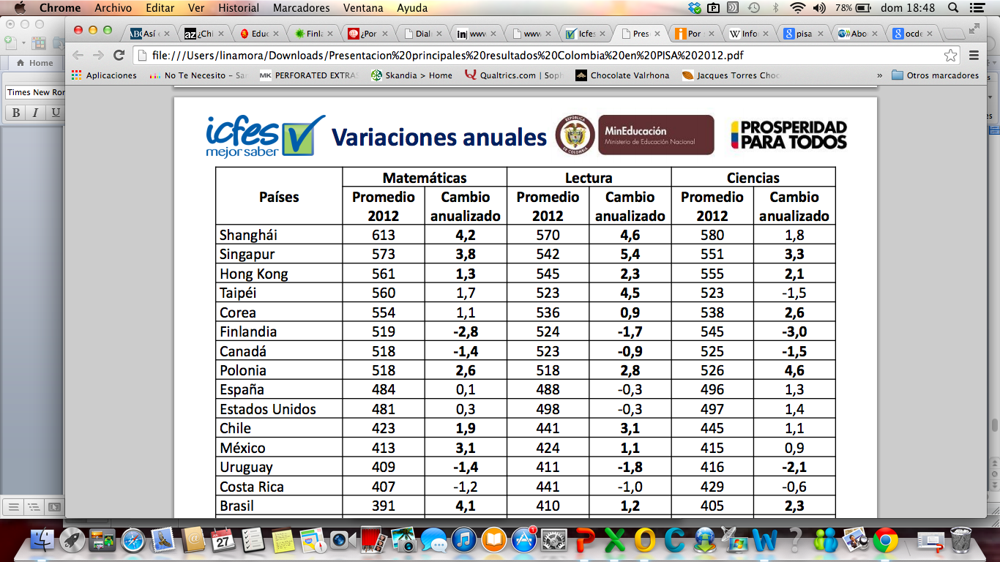 Chrome Archivo Editar Ver Historial Marcadores Ventana Ayuda 78% dom 18:48
ABC Así az ¿Chi Educ Finla ¿Por Dial in www www Icfes Pres Por W Info g pisa Abo g ocde
Home
file:///Users/linamora/Downloads/Presentacion%20principales%20resultados%20Colombia%20en%20PISA%202012.pdf
Aplicaciones No Te Necesito – Sa MK PERFORATED EXTRAS Skandia > Home Qualtrics.com | Soph Chocolate Valrhona Jacques Torres Choc » Otros marcadores
Times New Ror
B I U
icfes
mejor saber
Variaciones anuales
REPÚBLICA
DE COLOMBIA
MinEducación
Ministerio de Educación Nacional
PROSPERIDAD
PARA TODOS
Países Matemáticas Lectura Ciencias
Promedio 2012 Cambio anualizado Promedio 2012 Cambio anualizado Promedio 2012 Cambio anualizado
Shanghái 613 4,2 570 4,6 580 1,8
Singapur 573 3,8 542 5,4 551 3,3
Hong Kong 561 1,3 545 2,3 555 2,1
Taipéi 560 1,7 523 4,5 523 -1,5
Corea 554 1,1 536 0,9 538 2,6
Finlandia 519 -2,8 524 -1,7 545 -3,0
Canadá 518 -1,4 523 -0,9 525 -1,5
Polonia 518 2,6 518 2,8 526 4,6
España 484 0,1 488 -0,3 496 1,3
Estados Unidos 481 0,3 498 -0,3 497 1,4
Chile 423 1,9 441 3,1 445 1,1
México 413 3,1 424 1,1 415 0,9
Uruguay 409 -1,4 411 -1,8 416 -2,1
Costa Rica 407 -1,2 441 -1,0 429 -0,6
Brasil 391 4,1 410 1,2 405 2,3
27